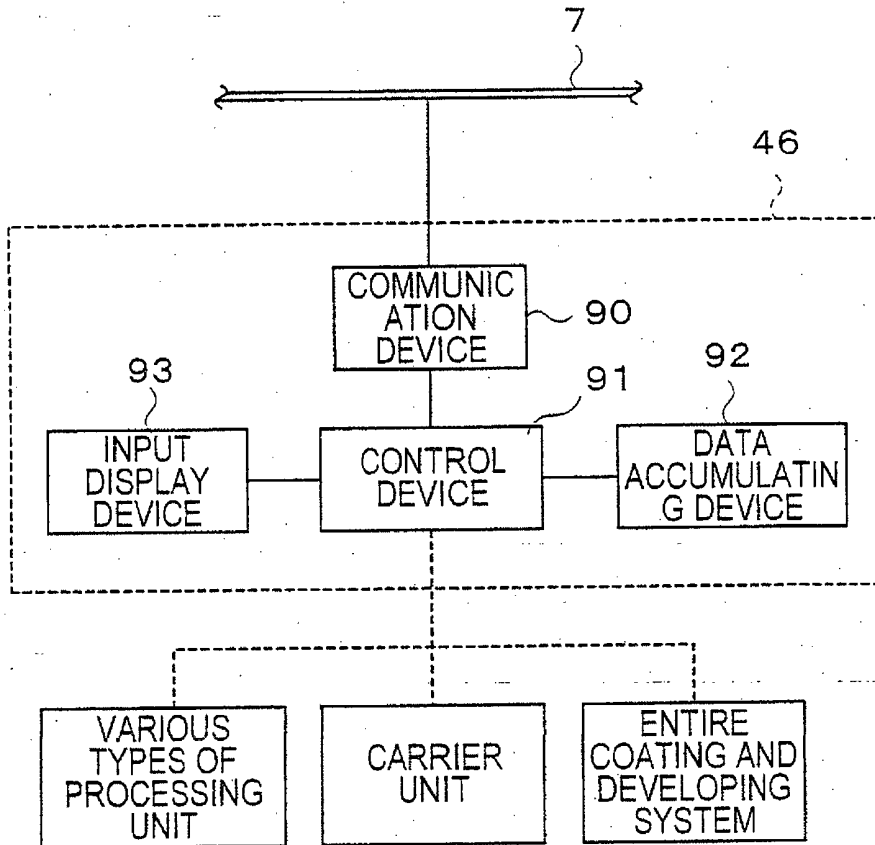 7
46
COMMUNIC
ATION
DEVICE
90
93
91
92
INPUT
DISPLAY
DEVICE
CONTROL
DEVICE
DATA
ACCUMULATIN
G DEVICE
VARIOUS
TYPES OF
PROCESSING
UNIT
CARRIER
UNIT
ENTIRE
COATING AND
DEVELOPING
SYSTEM